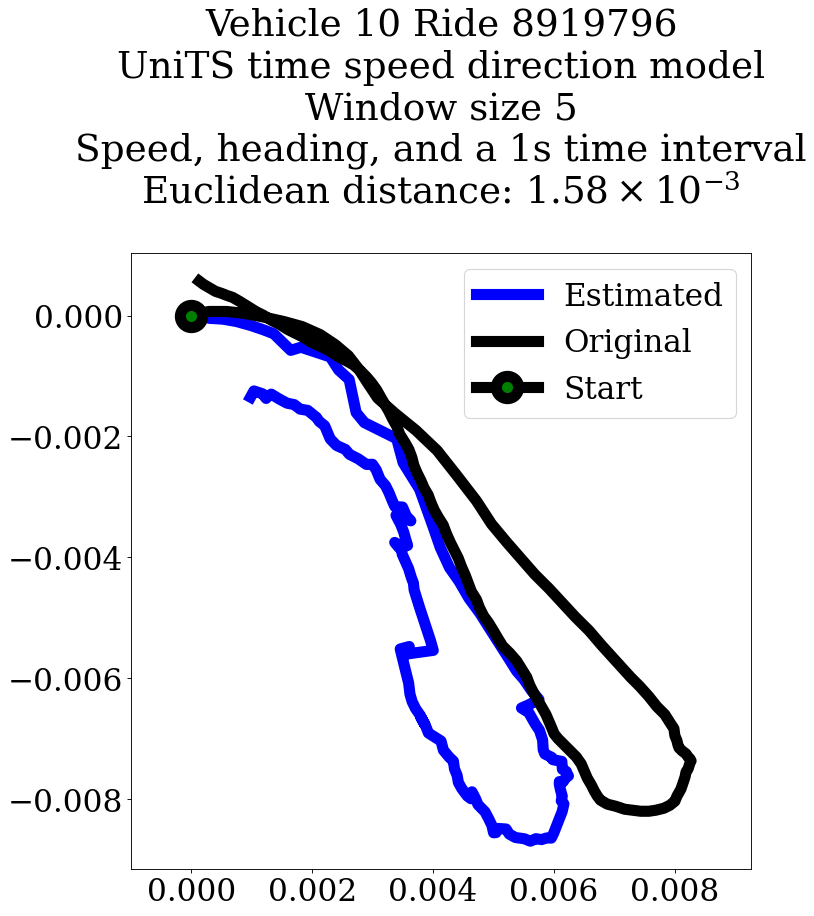 Vehicle 10 Ride 8919796
UniTS time speed direction model
Window size 5
Speed, heading, and a 1s time interval
Euclidean distance: 1.58 × 10⁻³
Estimated
Original
Start
0.000
−0.002
−0.004
−0.006
−0.008
0.000 0.002 0.004 0.006 0.008